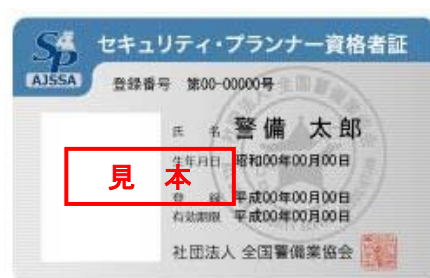 Sp
AJSSA
セキュリティ・プランナー資格者証
登録番号 第00-00000号
氏 名 警備 太郎
生年月日 昭和00年00月00日
見 本
登 録 平成00年00月00日
有効期限 平成00年00月00日
社団法人 全国警備業協会